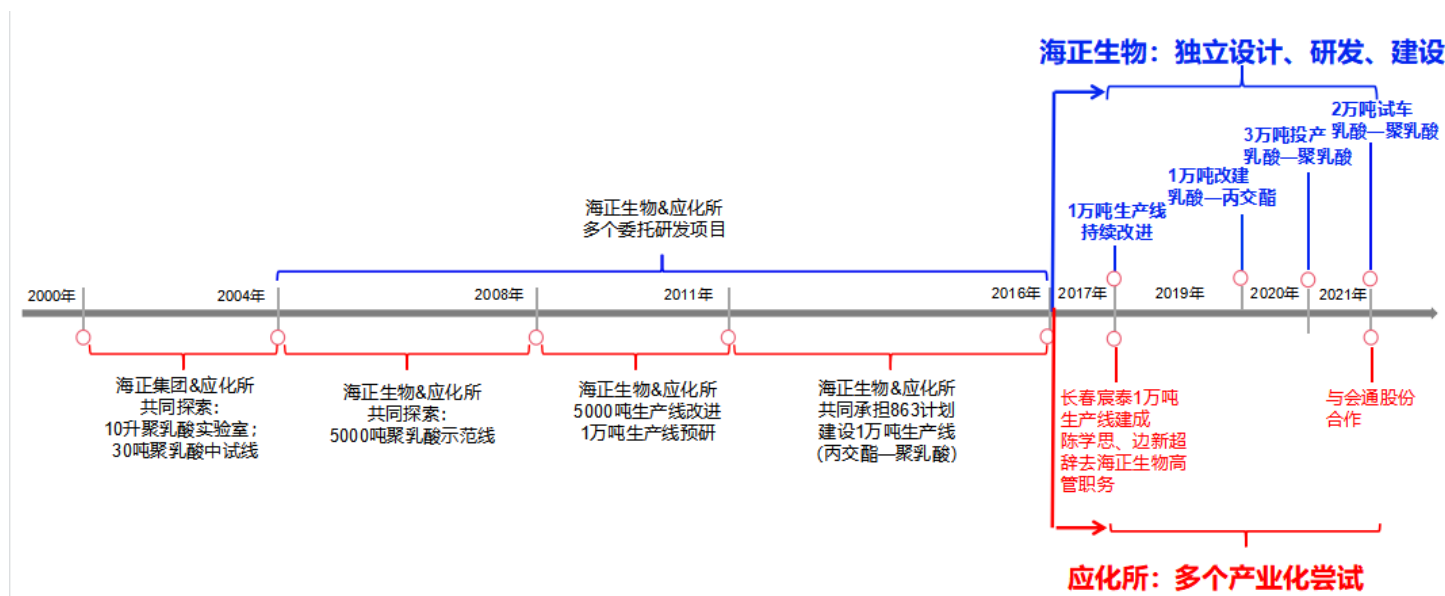 海正生物：独立设计、研发、建设
2万吨试车
乳酸—聚乳酸
3万吨投产
乳酸—聚乳酸
1万吨改建
乳酸—丙交酯
1万吨生产线
持续改进
海正生物&应化所
多个委托研发项目
2000年
2004年
2008年
2011年
2016年
2017年
2019年
2020年
2021年
海正集团&应化所
共同探索：
10升聚乳酸实验室；
30吨聚乳酸中试线
海正生物&应化所
共同探索：
5000吨聚乳酸示范线
海正生物&应化所
5000吨生产线改进
1万吨生产线预研
海正生物&应化所
共同承担863计划
建设1万吨生产线
(丙交酯—聚乳酸)
长春宸泰1万吨
生产线建成
陈学思、边新超
辞去海正生物高
管职务
与会通股份
合作
应化所：多个产业化尝试